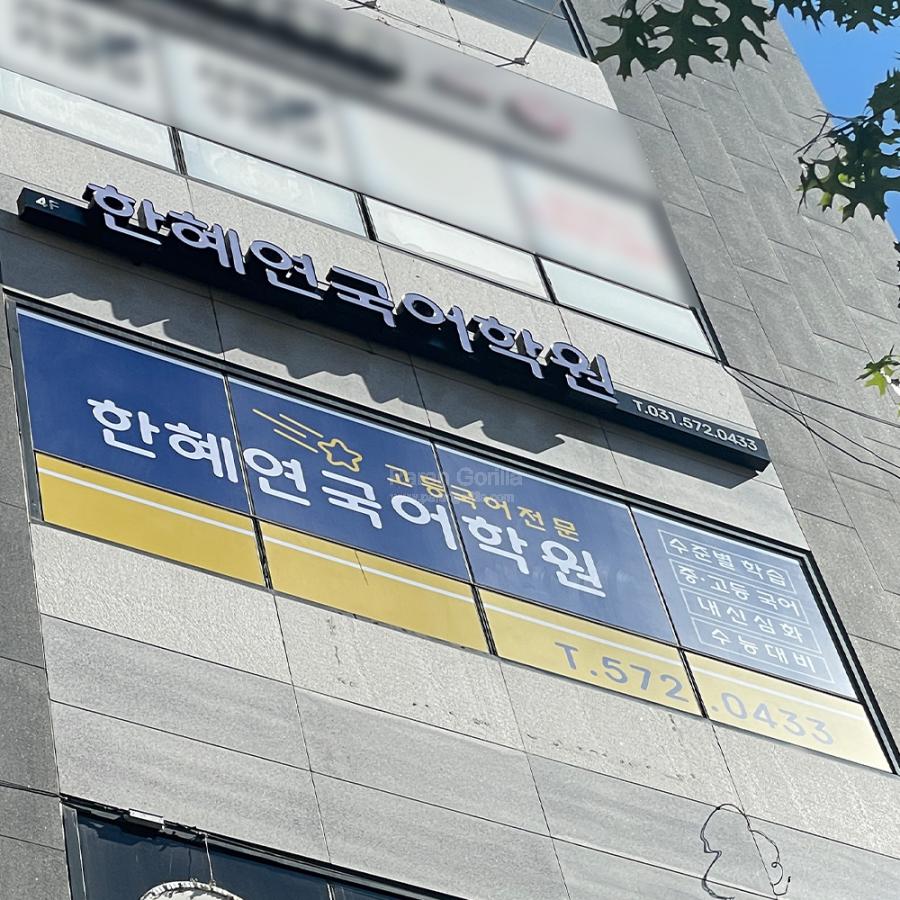 4F 한혜연국어학원 T.031.572.0433
고등국어전문
한혜연국어학원
수준별 학습
중·고등 국어
내신심화
수능대비
T.572.0433
Paran Gorilla